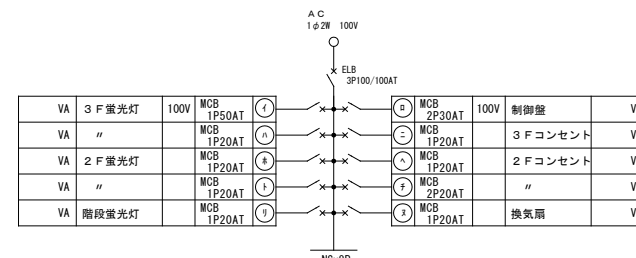 AC
1φ2W 100V
ELB
3P100/100AT
VA 3F蛍光灯 100V MCB 1P50AT イ
ロ MCB 2P30AT 100V 制御盤 V
VA 〃 MCB 1P20AT ハ
ニ MCB 1P20AT 3Fコンセント V
VA 2F蛍光灯 MCB 1P20AT ホ
ヘ MCB 1P20AT 2Fコンセント V
VA 〃 MCB 1P20AT ト
チ MCB 2P20AT 〃 V
VA 階段蛍光灯 MCB 1P20AT リ
ヌ MCB 1P20AT 換気扇 V